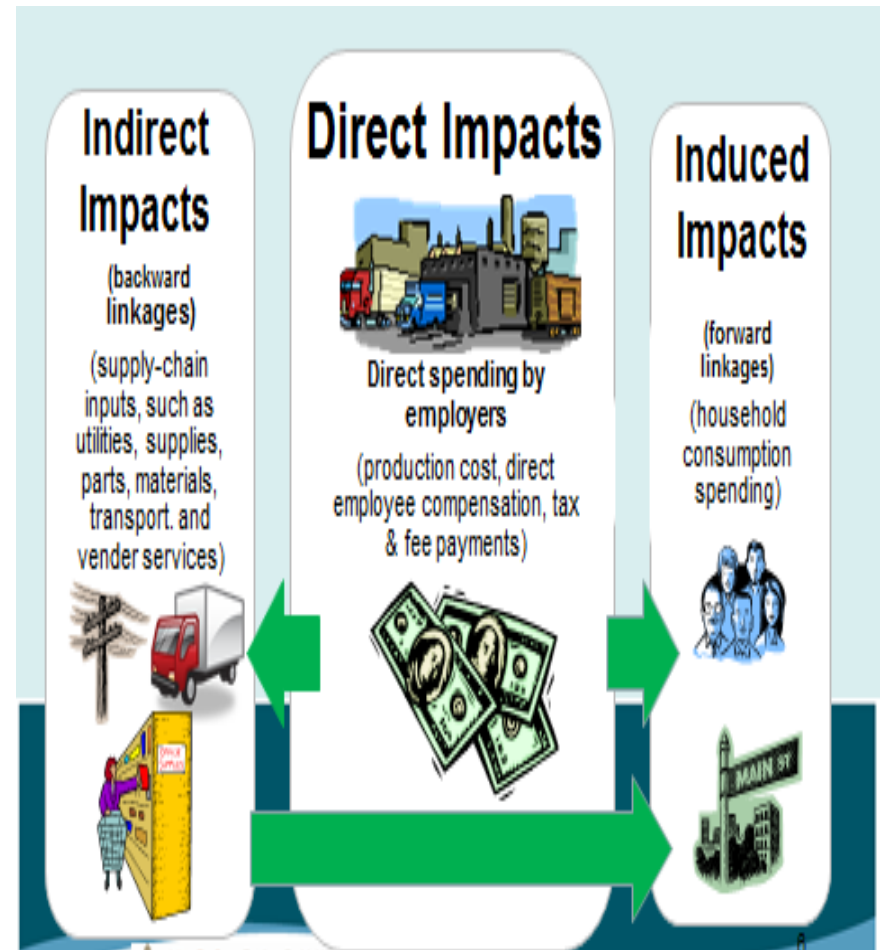 Indirect
Impacts
(backward
linkages)
(supply-chain
inputs, such as
utilities, supplies,
parts, materials,
transport. and
vender services)
OFFICE
SUPPLIES
Direct Impacts
Direct spending by
employers
(production cost, direct
employee compensation, tax
& fee payments)
Induced
Impacts
(forward
linkages)
(household
consumption
spending)
MAIN ST